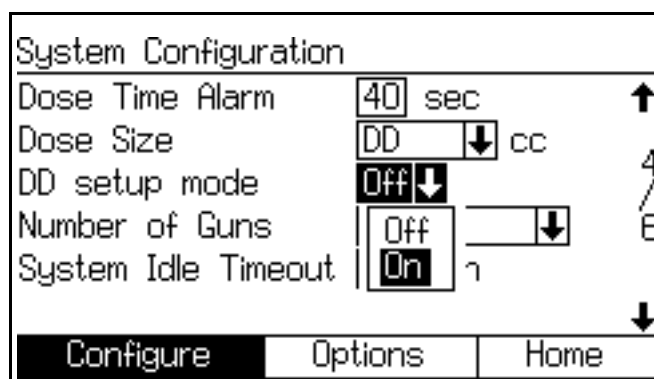 System Configuration
Dose Time Alarm 40 sec
Dose Size DD cc
DD setup mode Off
4
/
Number of Guns Off
System Idle Timeout On
Configure Options Home